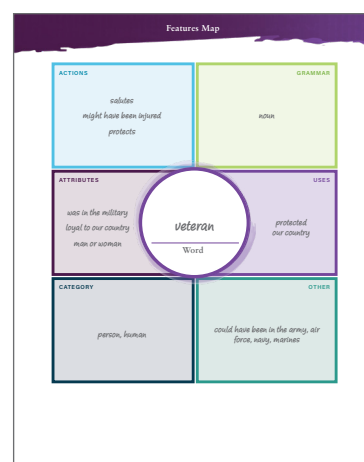 Features Map
ACTIONS
salutes
might have been injured
protects
GRAMMAR
noun
ATTRIBUTES
was in the military
loyal to our country
man or woman
veteran
Word
USES
protected
our country
CATEGORY
person, human
OTHER
could have been in the army, air
force, navy, marines